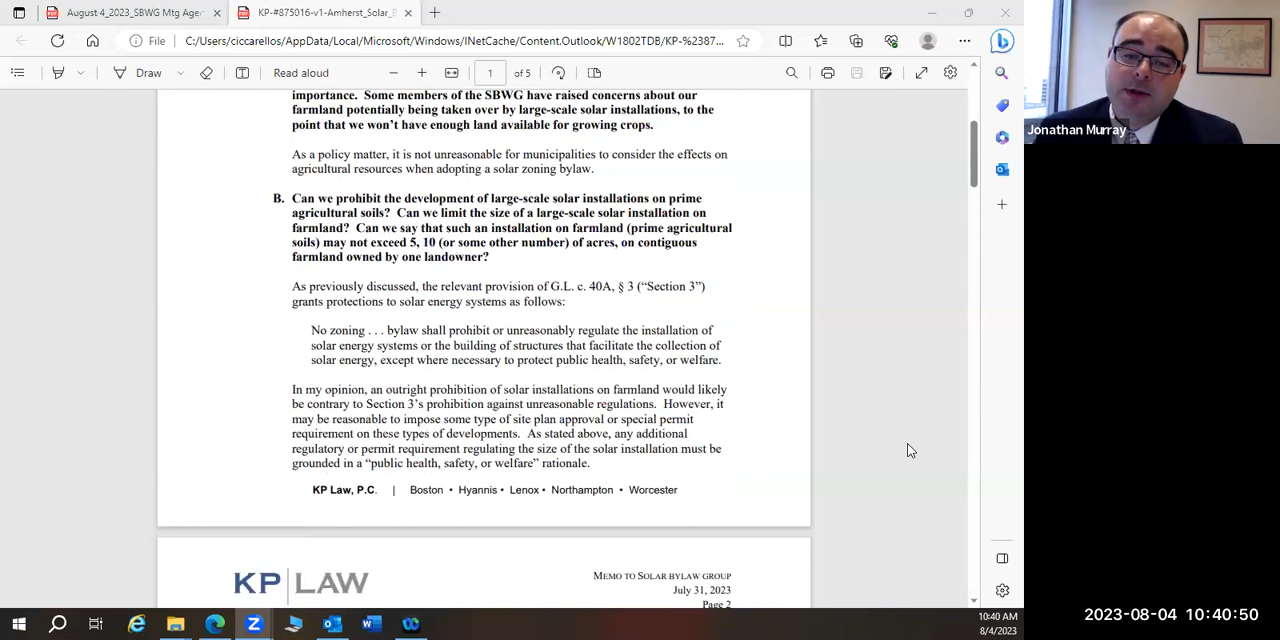 August 4_2023_SBWG Mtg Age
KP-#875016-v1-Amherst_Solar_B
File
C:/Users/ciccarellos/AppData/Local/Microsoft/Windows/INetCache/Content.Outlook/W1802TDB/KP-%2387...
Draw
Read aloud
1
of 5
Jonathan Murray
importance. Some members of the SBWG have raised concerns about our
farmland potentially being taken over by large-scale solar installations, to the
point that we won't have enough land available for growing crops.
As a policy matter, it is not unreasonable for municipalities to consider the effects on
agricultural resources when adopting a solar zoning bylaw.
B. Can we prohibit the development of large-scale solar installations on prime
agricultural soils? Can we limit the size of a large-scale solar installation on
farmland? Can we say that such an installation on farmland (prime agricultural
soils) may not exceed 5, 10 (or some other number) of acres, on contiguous
farmland owned by one landowner?
As previously discussed, the relevant provision of G.L. c. 40A, § 3 ("Section 3")
grants protections to solar energy systems as follows:
No zoning . . . bylaw shall prohibit or unreasonably regulate the installation of
solar energy systems or the building of structures that facilitate the collection of
solar energy, except where necessary to protect public health, safety, or welfare.
In my opinion, an outright prohibition of solar installations on farmland would likely
be contrary to Section 3's prohibition against unreasonable regulations. However, it
may be reasonable to impose some type of site plan approval or special permit
requirement on these types of developments. As stated above, any additional
regulatory or permit requirement regulating the size of the solar installation must be
grounded in a "public health, safety, or welfare" rationale.
KP Law, P.C. | Boston • Hyannis • Lenox • Northampton • Worcester
KP | LAW
MEMO TO SOLAR BYLAW GROUP
July 31, 2023
Page 2
10:40 AM
8/4/2023
2023-08-04 10:40:50